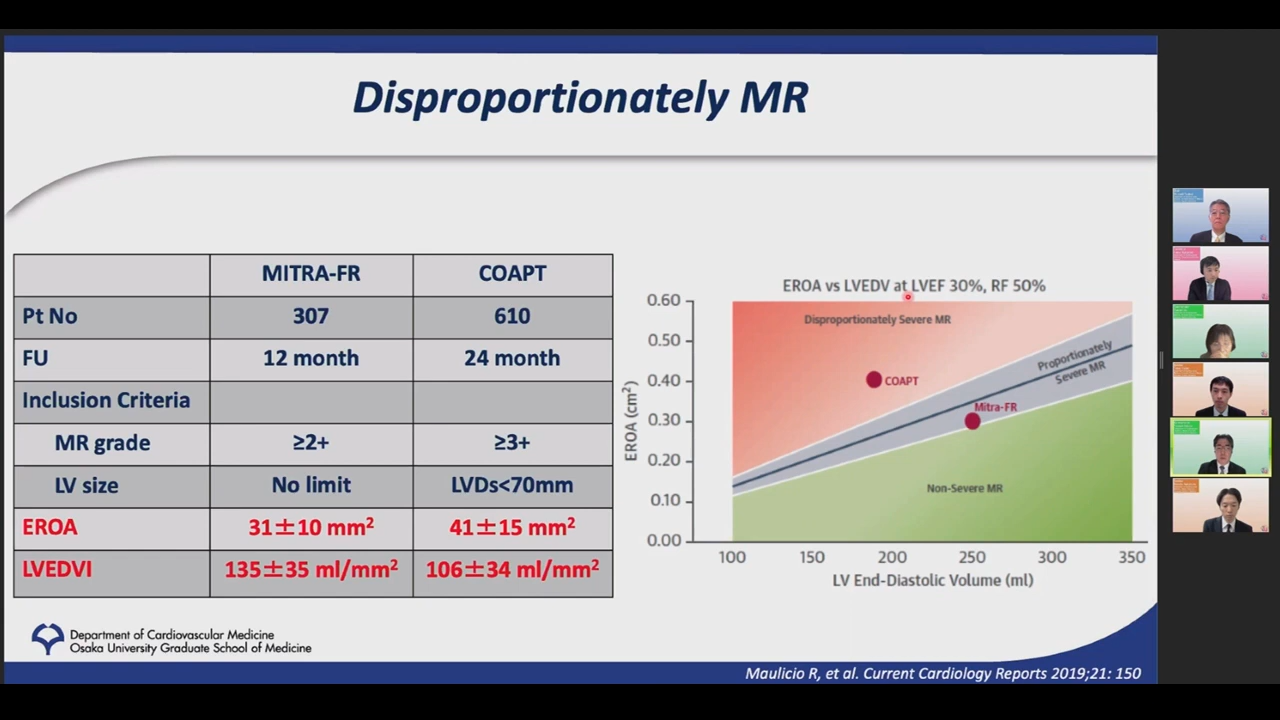 Disproportionately MR
MITRA-FR COAPT
Pt No 307 610
FU 12 month 24 month
Inclusion Criteria
MR grade ≥2+ ≥3+
LV size No limit LVDs<70mm
EROA 31±10 mm² 41±15 mm²
LVEDVI 135±35 ml/mm² 106±34 ml/mm²
EROA vs LVEDV at LVEF 30%, RF 50%
EROA (cm²)
0.60
0.50
0.40
0.30
0.20
0.10
0.00
Disproportionately Severe MR
Proportionately
Severe MR
COAPT
Mitra-FR
Non-Severe MR
100 150 200 250 300 350
LV End-Diastolic Volume (ml)
Department of Cardiovascular Medicine
Osaka University Graduate School of Medicine
Maulicio R, et al. Current Cardiology Reports 2019;21: 150